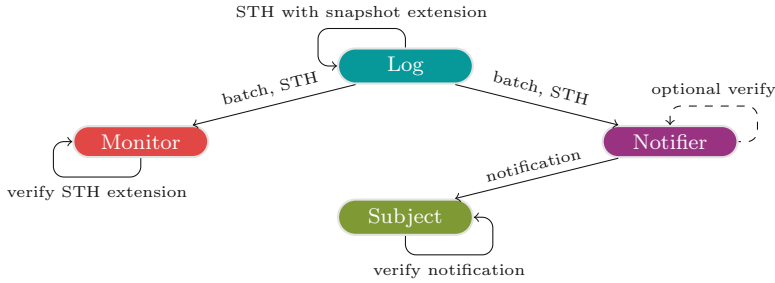 STH with snapshot extension
Log
batch, STH
batch, STH
optional verify
Monitor
Notifier
notification
verify STH extension
Subject
verify notification